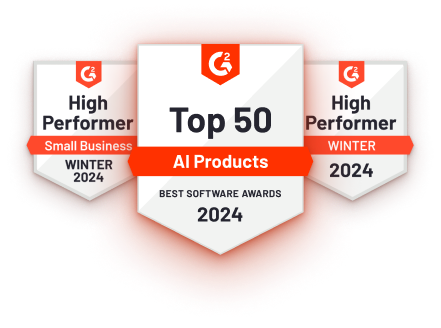 G2
High
Performer
Small Business
WINTER
2024
G2
Top 50
AI Products
BEST SOFTWARE AWARDS
2024
G2
High
Performer
WINTER
2024